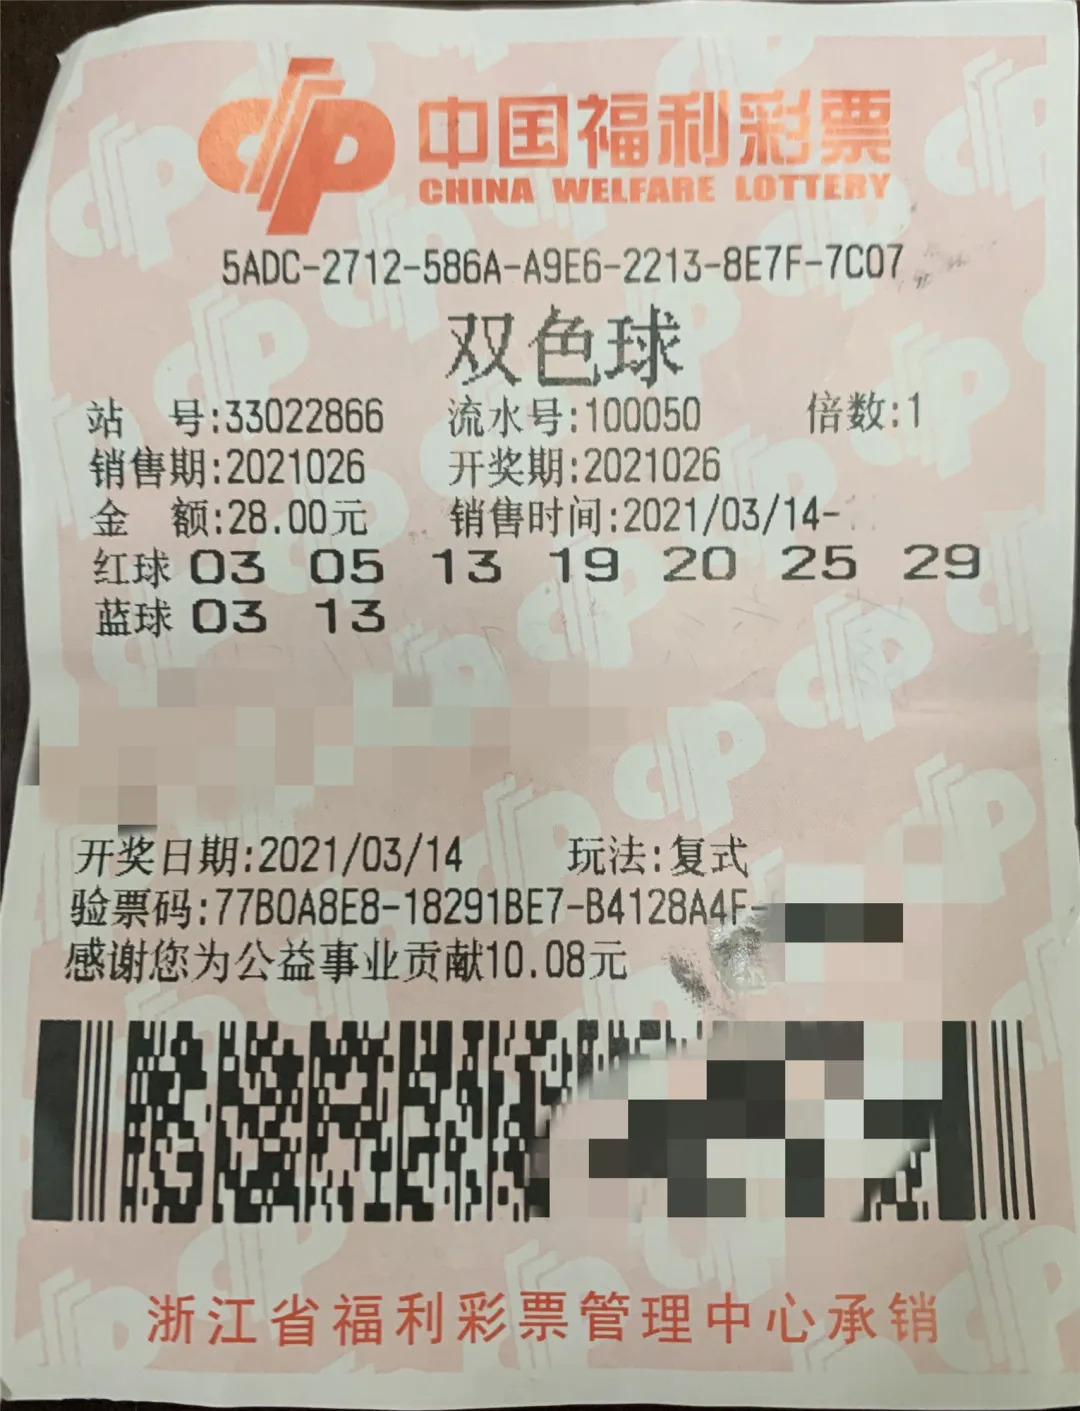 中国福利彩票
CHINA WELFARE LOTTERY
5ADC-2712-586A-A9E6-2213-8E7F-7C07
双色球
站 号:33022866 流水号:100050 倍数:1
销售期:2021026 开奖期:2021026
金 额:28.00元 销售时间:2021/03/14-
红球 03 05 13 19 20 25 29
蓝球 03 13
开奖日期:2021/03/14 玩法:复式
验票码:77B0A8E8-18291BE7-B4128A4F-
感谢您为公益事业贡献10.08元
浙江省福利彩票管理中心承销